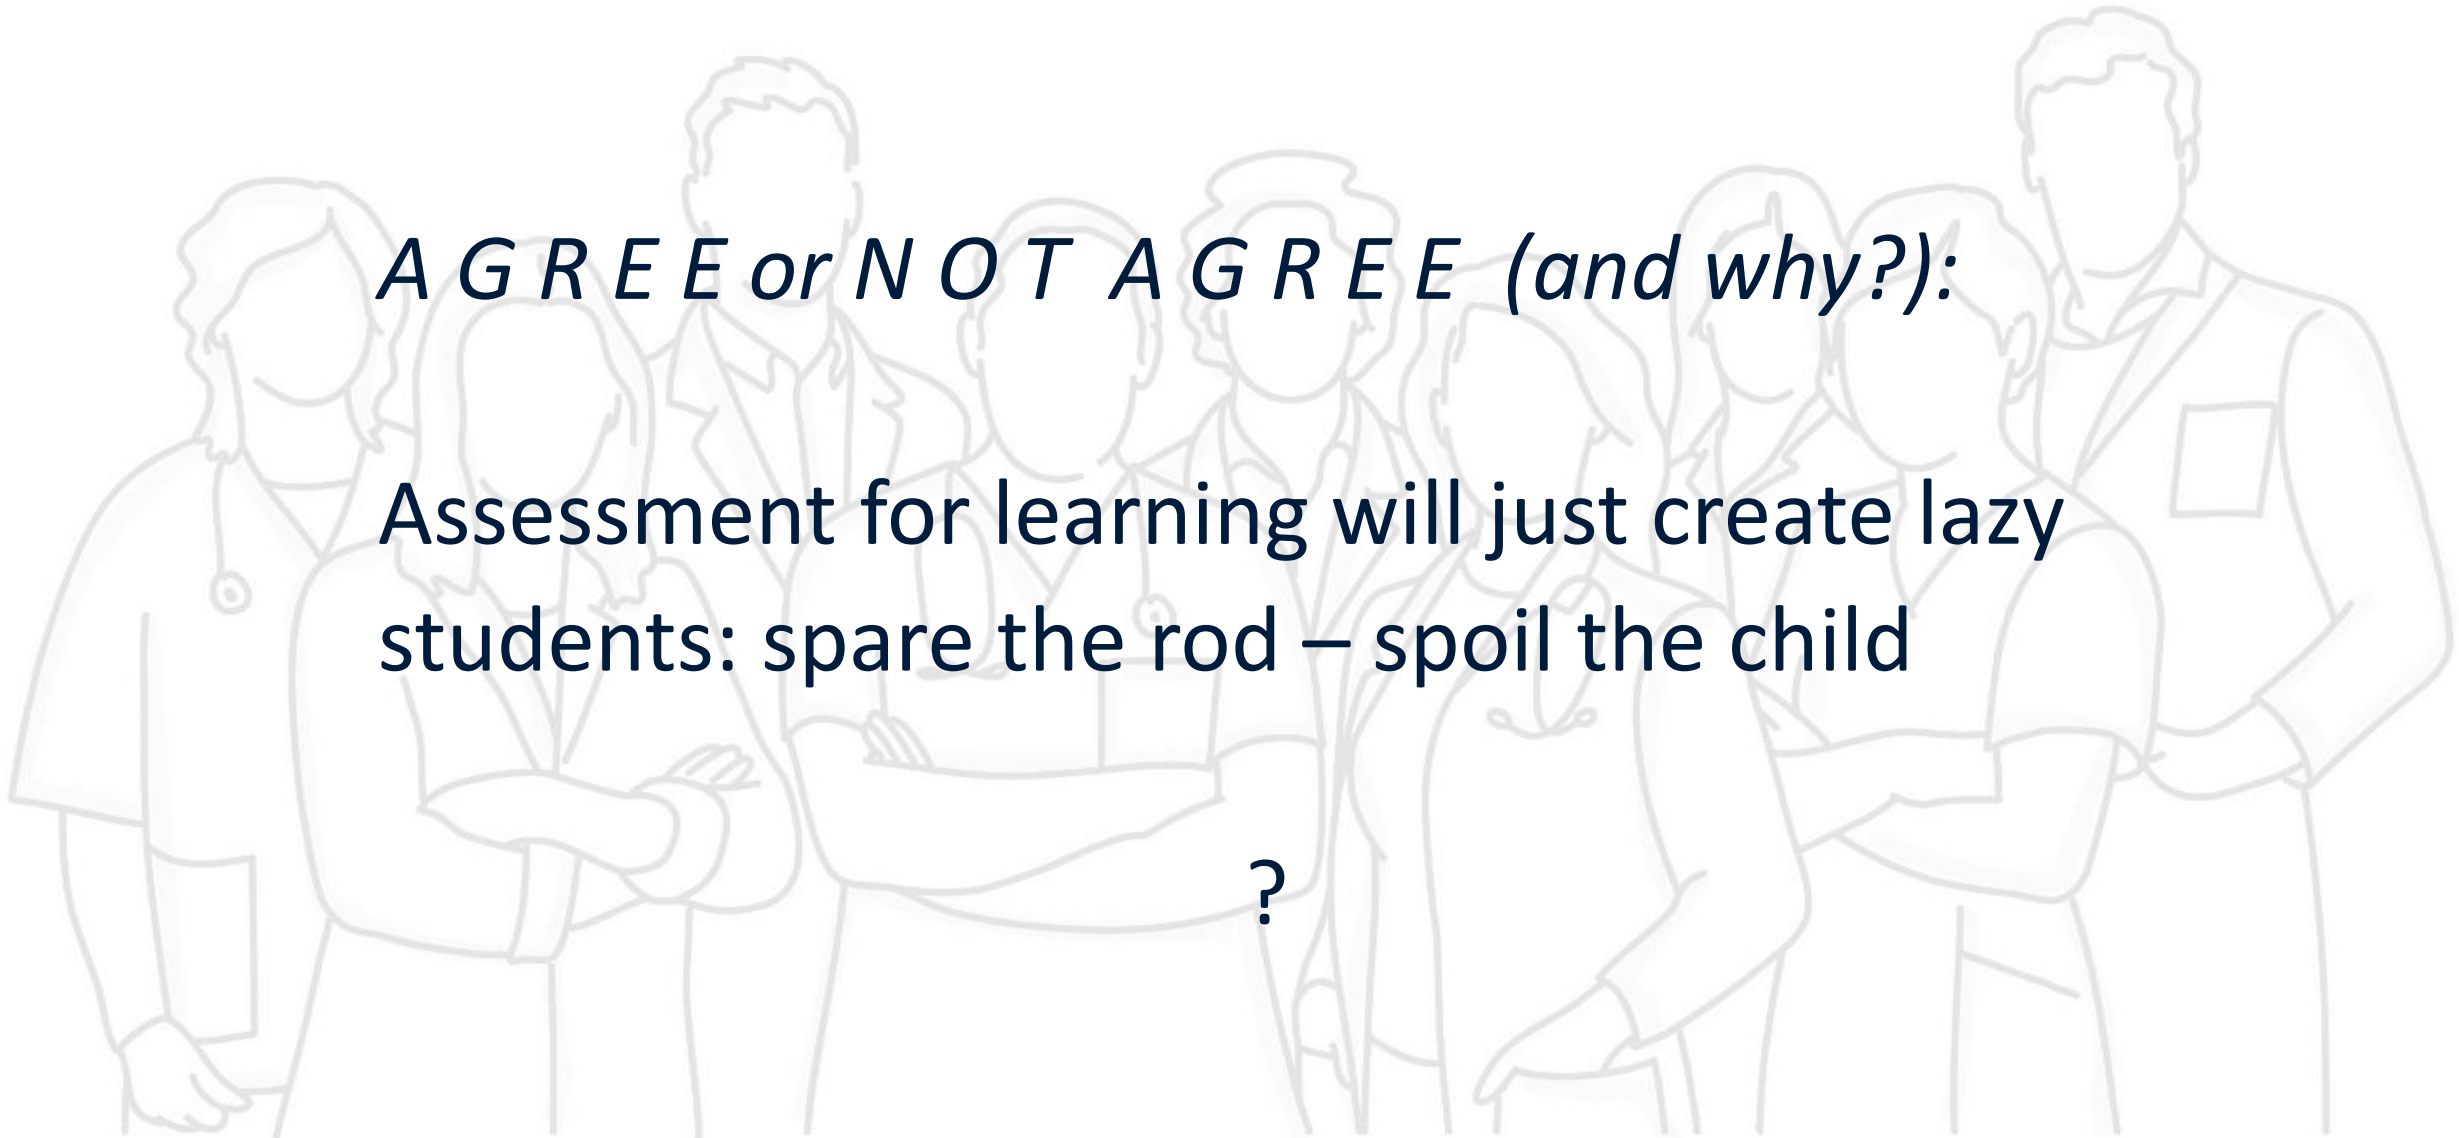 A G R E E or N O T A G R E E (and why?):
Assessment for learning will just create lazy
students: spare the rod – spoil the child
?